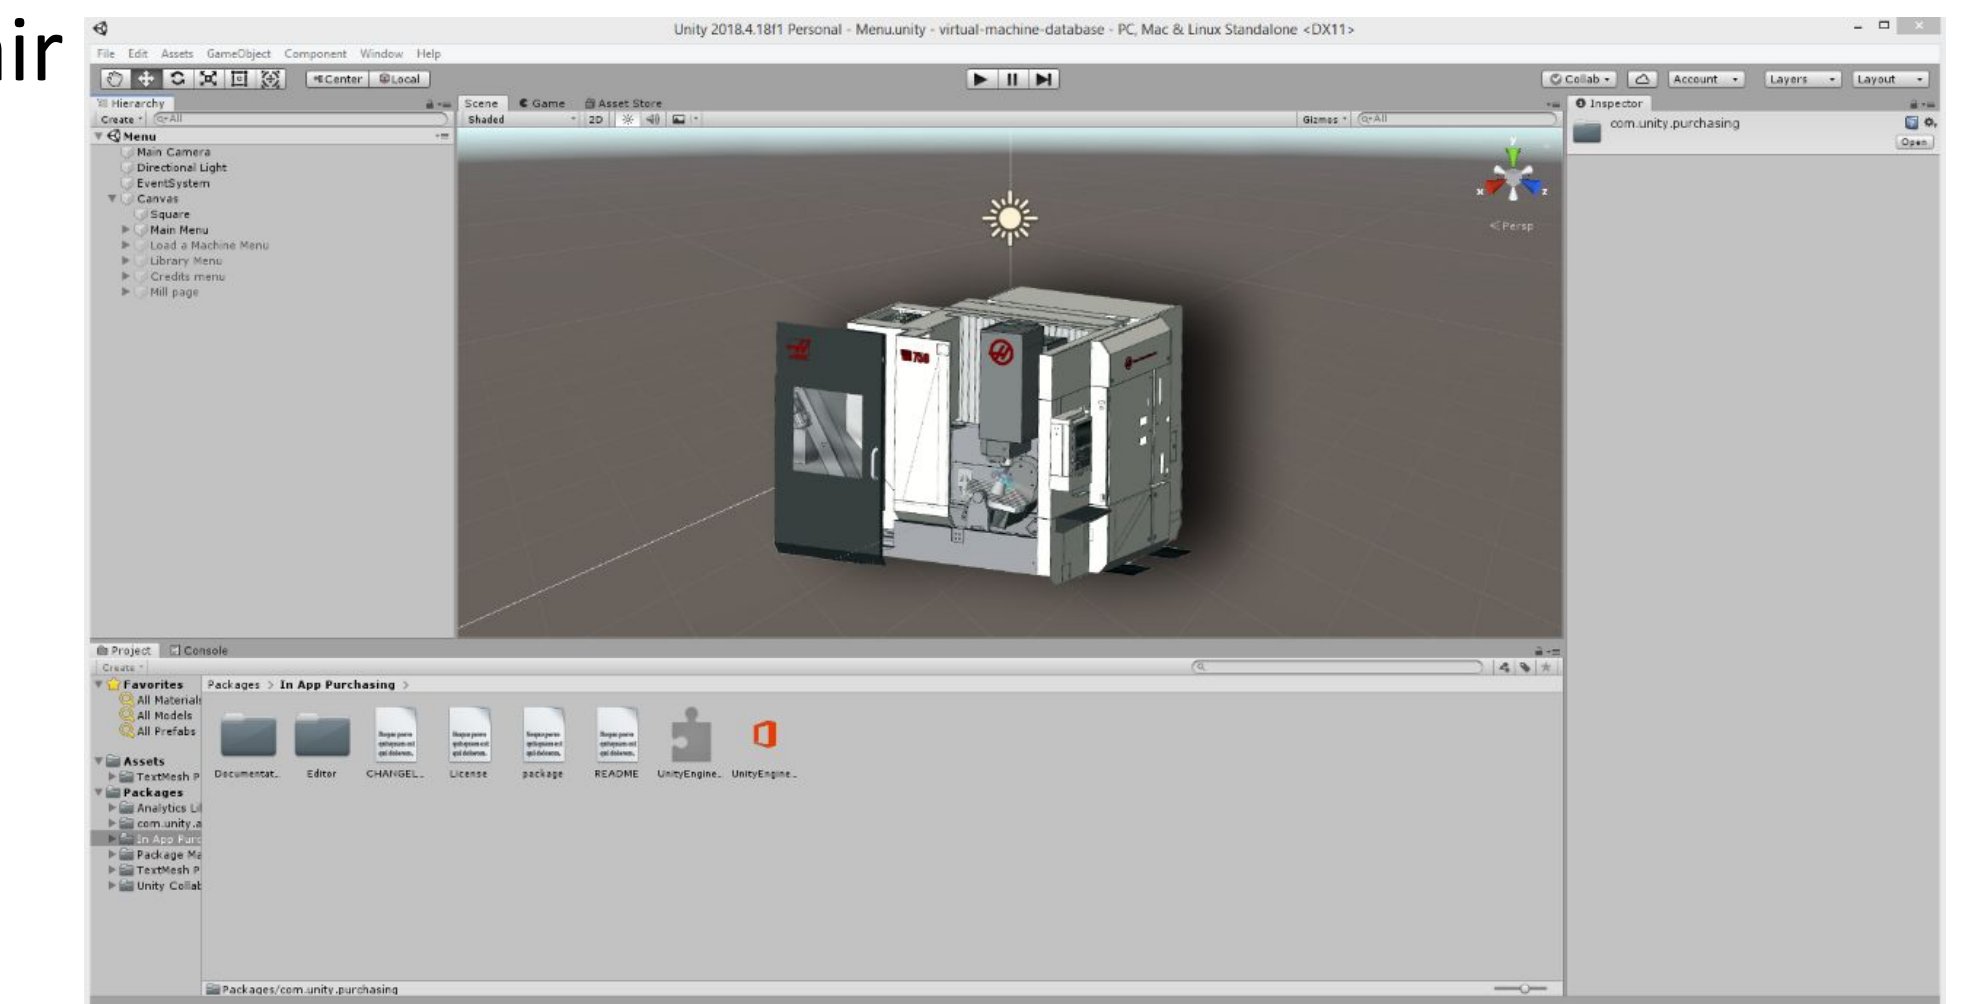 Unity 2018.4.18f1 Personal - Menu.unity - virtual-machine-database - PC, Mac & Linux Standalone <DX11>
File Edit Assets GameObject Component Window Help
Center Local
Collab Account Layers Layout
Hierarchy
Create All
Menu
Main Camera
Directional Light
EventSystem
Canvas
Square
Main Menu
Load a Machine Menu
Library Menu
Credits menu
Mill page
Scene Game Asset Store
Shaded 2D Gizmos All
y
x z
Persp
750
Inspector
com.unity.purchasing
Open
Project Console
Create
Favorites
All Materials
All Models
All Prefabs
Assets
TextMesh P
Packages
Analytics Li
com.unity.a
In App Purc
Package Ma
TextMesh P
Unity Collab
Packages > In App Purchasing >
Documentat... Editor CHANGEL... License package README UnityEngine... UnityEngine...
Packages/com.unity.purchasing